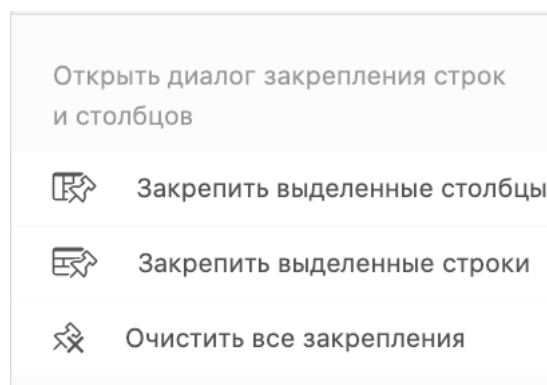 Открыть диалог закрепления строк
и столбцов
Закрепить выделенные столбцы
Закрепить выделенные строки
Очистить все закрепления